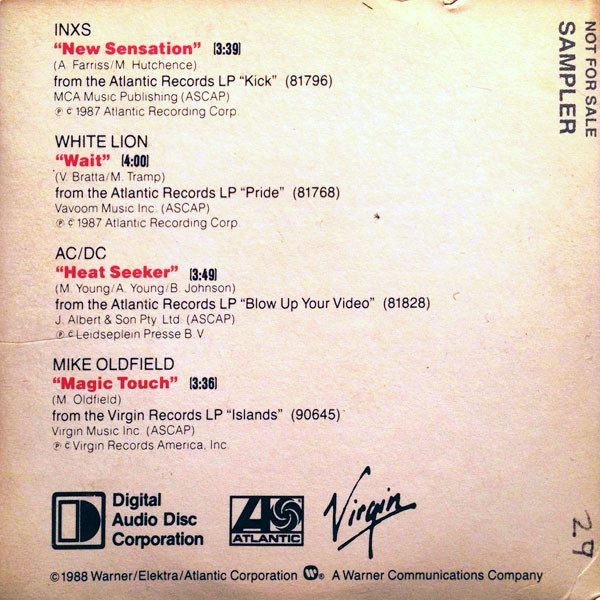 INXS
“New Sensation” [3:39]
(A. Farriss/M. Hutchence)
from the Atlantic Records LP “Kick” (81796)
MCA Music Publishing (ASCAP)
℗ © 1987 Atlantic Recording Corp.
WHITE LION
“Wait” [4:00]
(V. Bratta/M. Tramp)
from the Atlantic Records LP “Pride” (81768)
Vavoom Music Inc. (ASCAP)
℗ © 1987 Atlantic Recording Corp.
AC/DC
“Heat Seeker” [3:49]
(M. Young/A. Young/B. Johnson)
from the Atlantic Records LP “Blow Up Your Video” (81828)
J. Albert & Son Pty. Ltd. (ASCAP)
℗ © Leidseplein Presse B.V.
MIKE OLDFIELD
“Magic Touch” [3:36]
(M. Oldfield)
from the Virgin Records LP “Islands” (90645)
Virgin Music Inc. (ASCAP)
℗ © Virgin Records America, Inc.
NOT FOR SALE
SAMPLER
Digital
Audio Disc
Corporation
ATLANTIC
Virgin
29
© 1988 Warner/Elektra/Atlantic Corporation ®. A Warner Communications Company